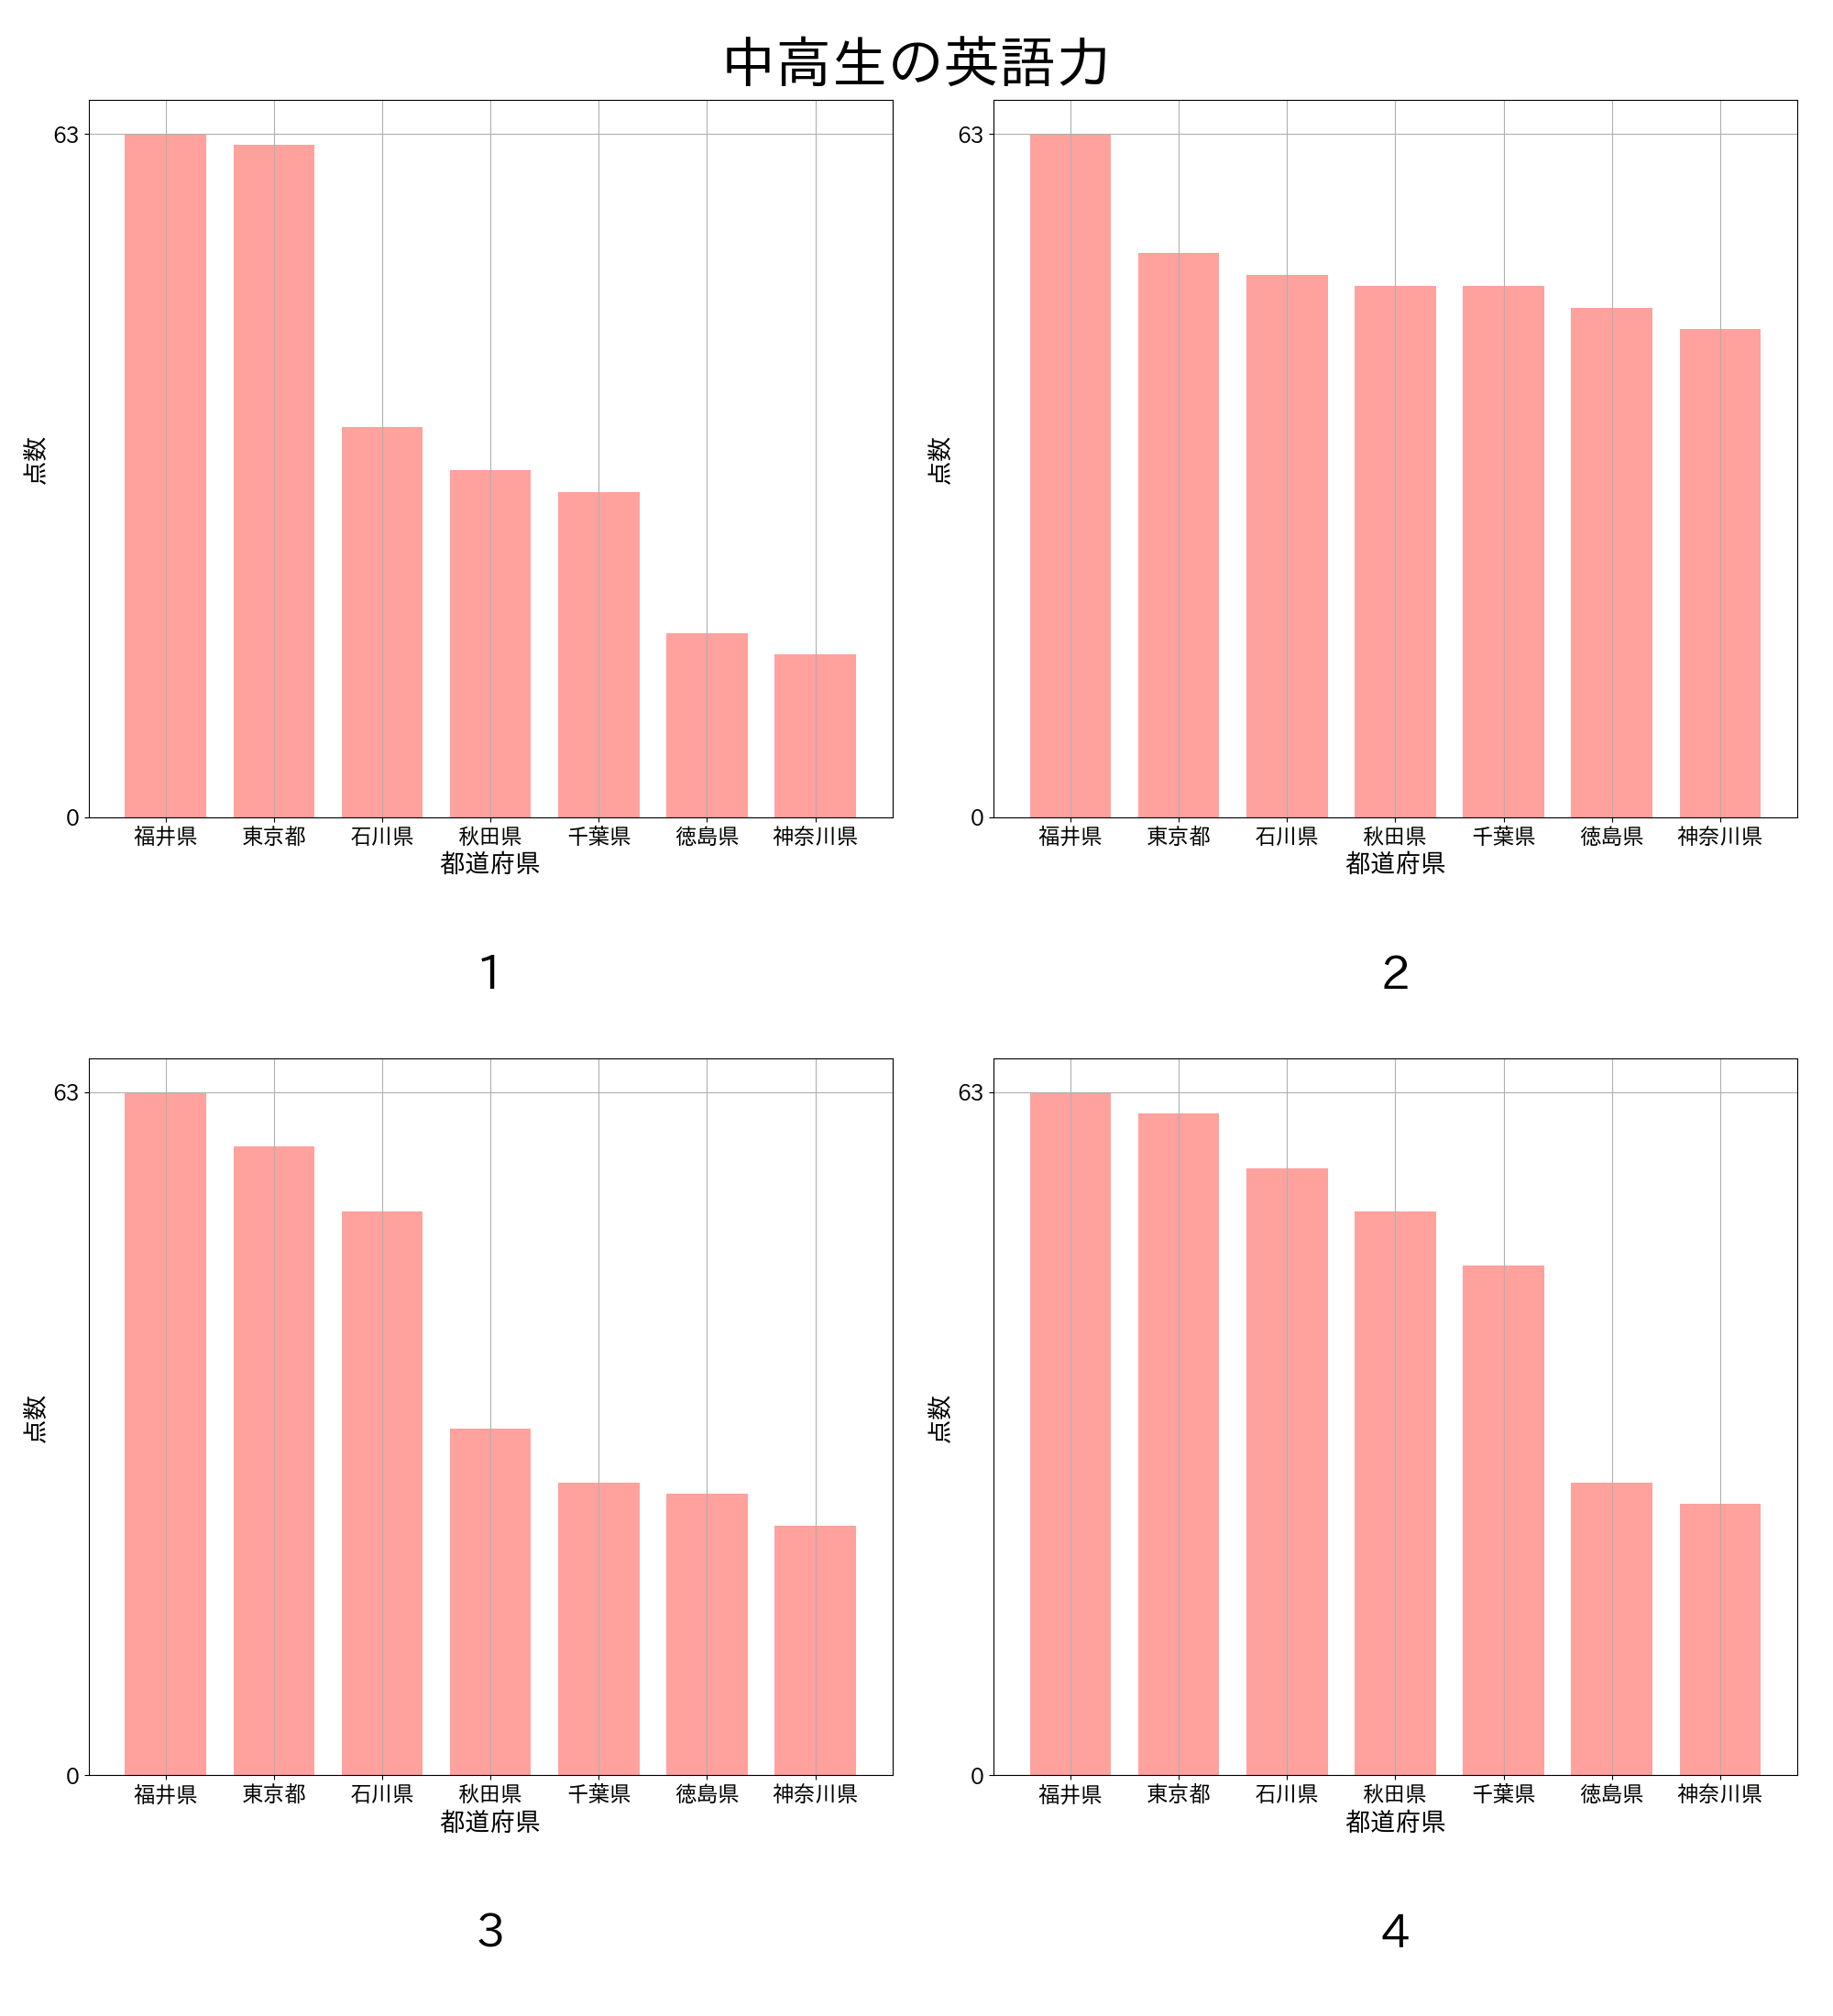 中高生の英語力
63
0
点数
福井県 東京都 石川県 秋田県 千葉県 徳島県 神奈川県
都道府県
1
63
0
点数
福井県 東京都 石川県 秋田県 千葉県 徳島県 神奈川県
都道府県
2
63
0
点数
福井県 東京都 石川県 秋田県 千葉県 徳島県 神奈川県
都道府県
3
63
0
点数
福井県 東京都 石川県 秋田県 千葉県 徳島県 神奈川県
都道府県
4